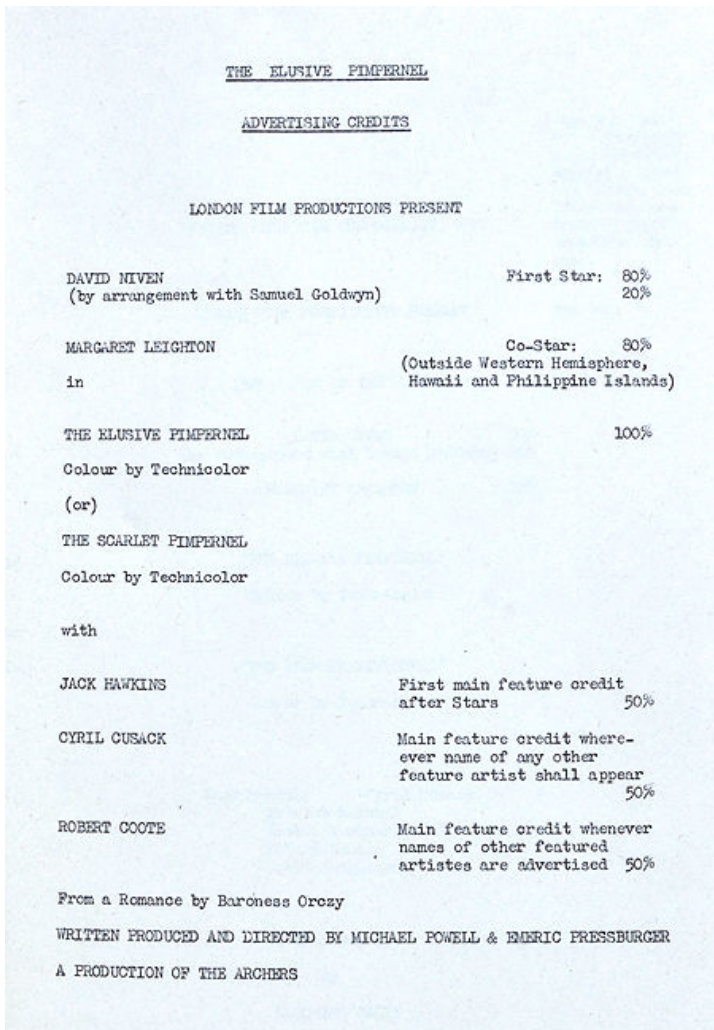 THE ELUSIVE PIMPERNEL
ADVERTISING CREDITS
LONDON FILM PRODUCTIONS PRESENT
DAVID NIVEN First Star: 80%
(by arrangement with Samuel Goldwyn) 20%
MARGARET LEIGHTON Co-Star: 80%
(Outside Western Hemisphere,
in Hawaii and Philippine Islands)
THE ELUSIVE PIMPERNEL 100%
Colour by Technicolor
(or)
THE SCARLET PIMPERNEL
Colour by Technicolor
with
JACK HAWKINS First main feature credit
after Stars 50%
CYRIL CUSACK Main feature credit where-
ever name of any other
feature artist shall appear
50%
ROBERT COOTE Main feature credit whenever
names of other featured
artistes are advertised 50%
From a Romance by Baroness Orczy
WRITTEN PRODUCED AND DIRECTED BY MICHAEL POWELL & EMERIC PRESSBURGER
A PRODUCTION OF THE ARCHERS